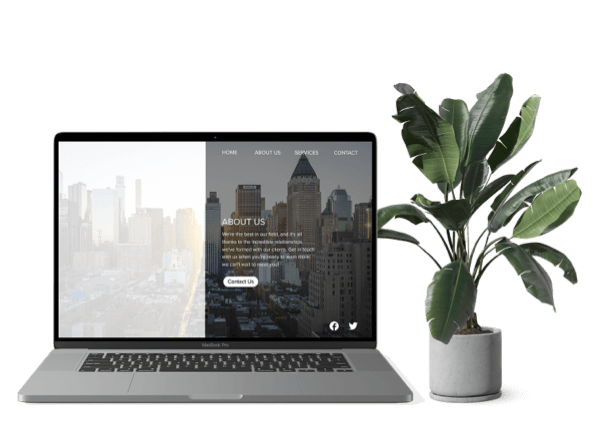 HOME ABOUT US SERVICES CONTACT
ABOUT US
We're the best in our field, and it's all
thanks to the incredible relationships
we've formed with our clients. Get in touch
with us when you're ready to learn more;
we can't wait to meet you!
Contact Us
MacBook Pro